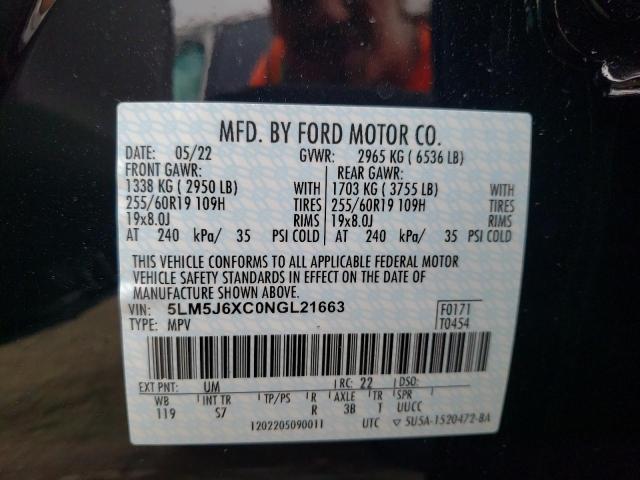 MFD. BY FORD MOTOR CO.
DATE: 05/22 GVWR: 2965 KG ( 6536 LB)
FRONT GAWR: REAR GAWR:
1338 KG ( 2950 LB) WITH 1703 KG ( 3755 LB) WITH
255/60R19 109H TIRES 255/60R19 109H TIRES
19x8.0J RIMS 19x8.0J RIMS
AT 240 kPa/ 35 PSI COLD AT 240 kPa/ 35 PSI COLD
THIS VEHICLE CONFORMS TO ALL APPLICABLE FEDERAL MOTOR
VEHICLE SAFETY STANDARDS IN EFFECT ON THE DATE OF
MANUFACTURE SHOWN ABOVE.
VIN: 5LM5J6XC0NGL21663 F0171
TYPE: MPV T0454
EXT PNT: UM RC: 22 DSO:
WB INT TR TP/PS R AXLE TR SPR
119 S7 R 3B T UUCC
1202205090011 UTC ▽ 5U5A-1520472-BA